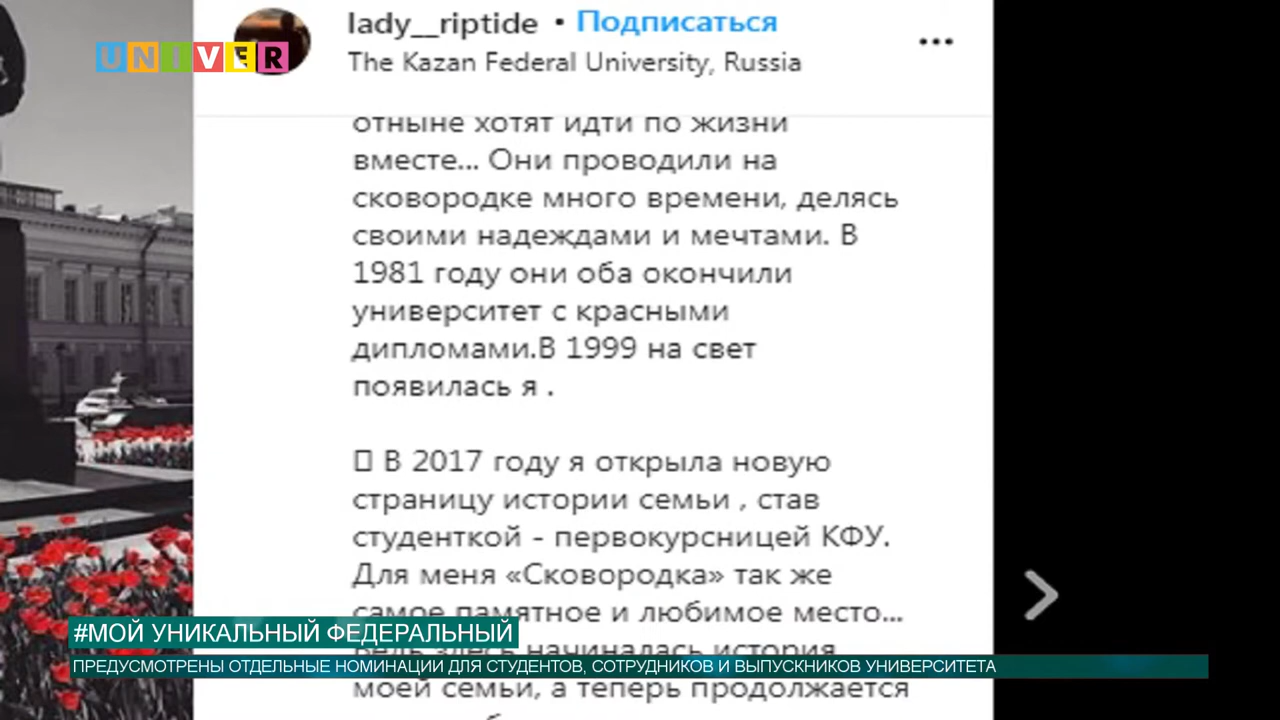 UNIVER
lady__riptide • Подписаться
The Kazan Federal University, Russia
отныне хотят идти по жизни
вместе... Они проводили на
сковородке много времени, делясь
своими надеждами и мечтами. В
1981 году они оба окончили
университет с красными
дипломами.В 1999 на свет
появилась я .
В 2017 году я открыла новую
страницу истории семьи , став
студенткой - первокурсницей КФУ.
Для меня «Сковородка» так же
самое памятное и любимое место...
#МОЙ УНИКАЛЬНЫЙ ФЕДЕРАЛЬНЫЙ
ведь здесь начиналась история
ПРЕДУСМОТРЕНЫ ОТДЕЛЬНЫЕ НОМИНАЦИИ ДЛЯ СТУДЕНТОВ, СОТРУДНИКОВ И ВЫПУСКНИКОВ УНИВЕРСИТЕТА
моей семьи, а теперь продолжается